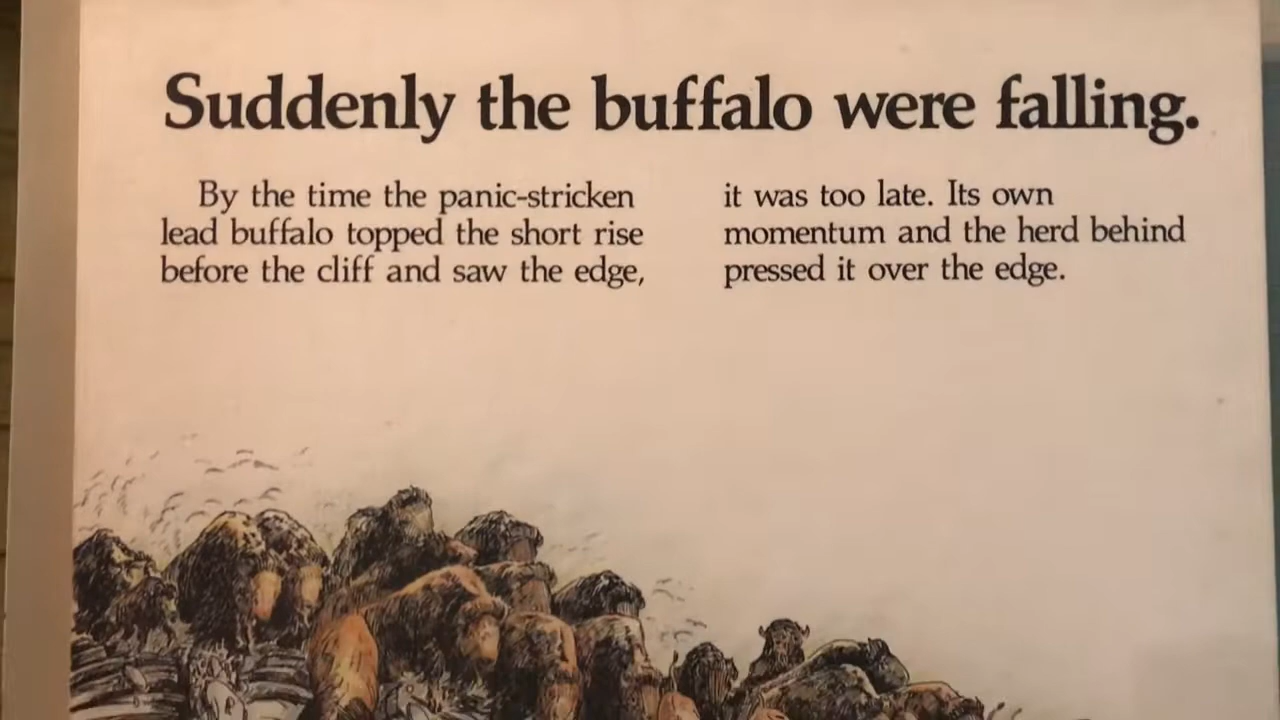 Suddenly the buffalo were falling.
By the time the panic-stricken
lead buffalo topped the short rise
before the cliff and saw the edge,
it was too late. Its own
momentum and the herd behind
pressed it over the edge.